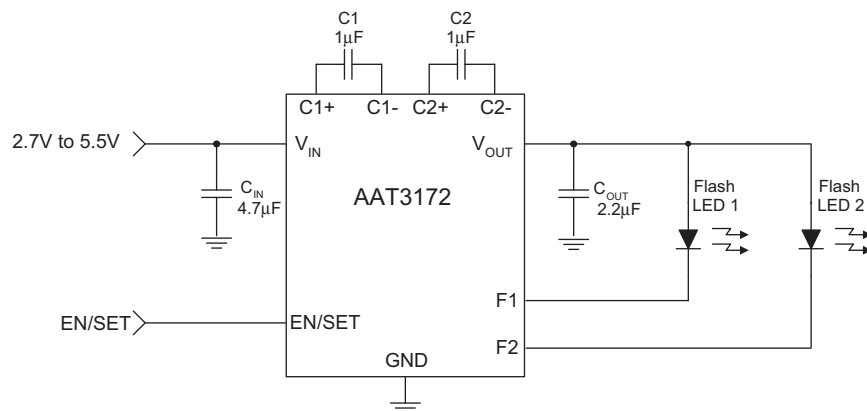 C1
1μF
C2
1μF
C1+ C1- C2+ C2-
2.7V to 5.5V
VIN
VOUT
CIN
4.7μF
AAT3172
COUT
2.2μF
Flash
LED 1
Flash
LED 2
F1
EN/SET
EN/SET
F2
GND